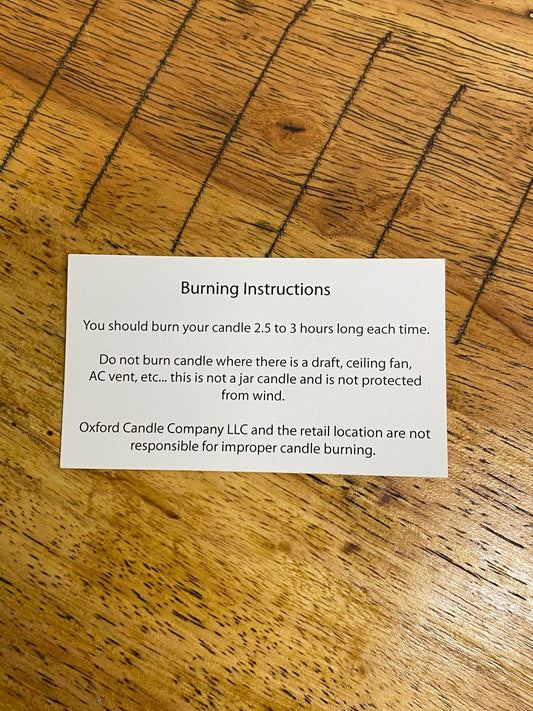 Burning Instructions
You should burn your candle 2.5 to 3 hours long each time.
Do not burn candle where there is a draft, ceiling fan,
AC vent, etc... this is not a jar candle and is not protected
from wind.
Oxford Candle Company LLC and the retail location are not
responsible for improper candle burning.